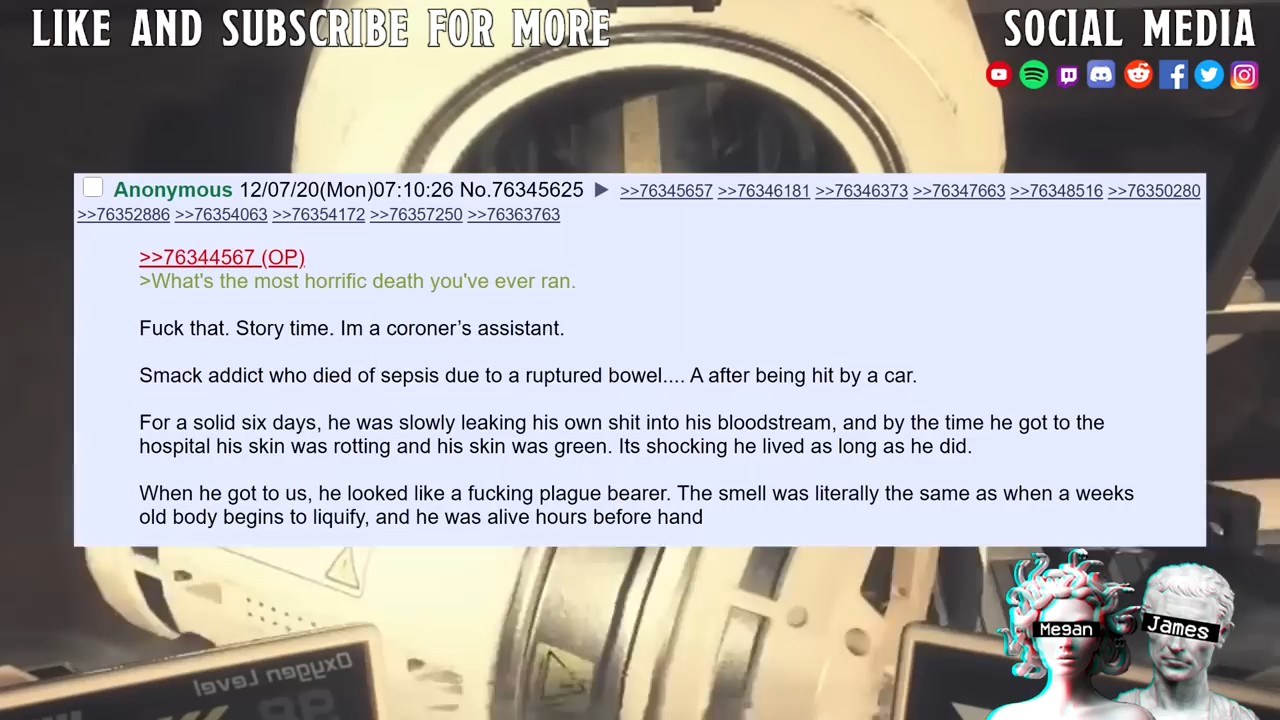 LIKE AND SUBSCRIBE FOR MORE
SOCIAL MEDIA
Anonymous 12/07/20(Mon)07:10:26 No.76345625 ▶ >>76345657 >>76346181 >>76346373 >>76347663 >>76348516 >>76350280
>>76352886 >>76354063 >>76354172 >>76357250 >>76363763
>>76344567 (OP)
>What's the most horrific death you've ever ran.
Fuck that. Story time. Im a coroner’s assistant.
Smack addict who died of sepsis due to a ruptured bowel.... A after being hit by a car.
For a solid six days, he was slowly leaking his own shit into his bloodstream, and by the time he got to the
hospital his skin was rotting and his skin was green. Its shocking he lived as long as he did.
When he got to us, he looked like a fucking plague bearer. The smell was literally the same as when a weeks
old body begins to liquify, and he was alive hours before hand
Megan
James
Oxygen Level